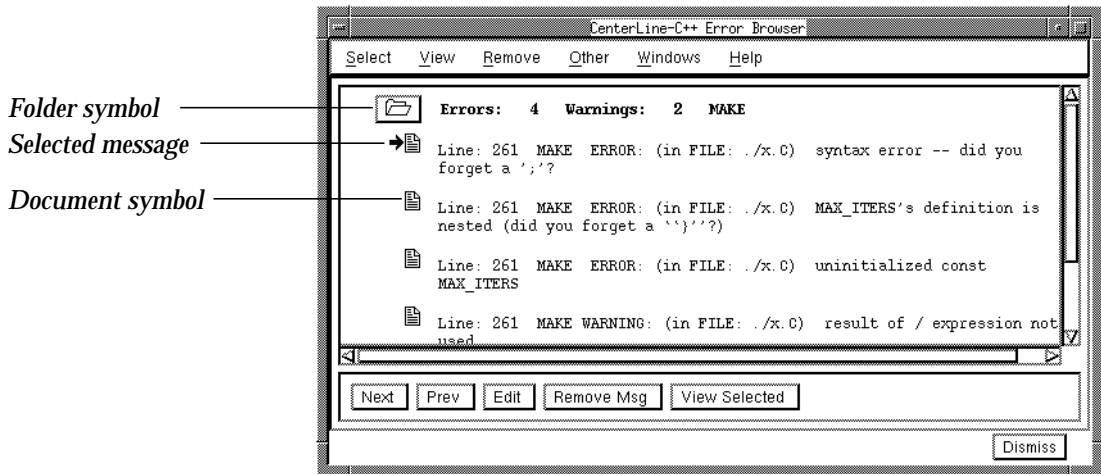 CenterLine-C++ Error Browser
Select View Remove Other Windows Help
Folder symbol
Errors: 4 Warnings: 2 MAKE
Selected message
Line: 261 MAKE ERROR: (in FILE: ./x.C) syntax error -- did you
forget a ';'?
Document symbol
Line: 261 MAKE ERROR: (in FILE: ./x.C) MAX_ITERS's definition is
nested (did you forget a ``}''?)
Line: 261 MAKE ERROR: (in FILE: ./x.C) uninitialized const
MAX_ITERS
Line: 261 MAKE WARNING: (in FILE: ./x.C) result of / expression not
used
Next Prev Edit Remove Msg View Selected
Dismiss